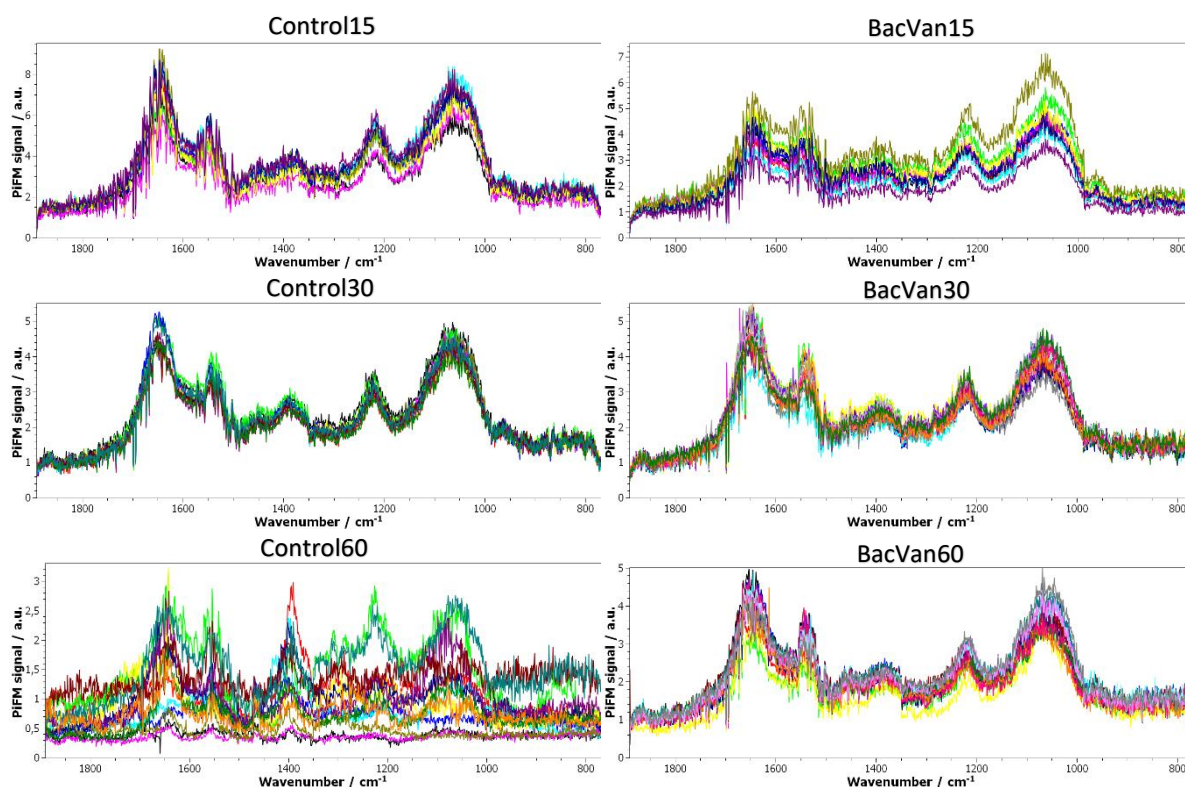 Control15
PiFM signal / a.u.
8
6
4
2
0
1800 1600 1400 1200 1000 800
Wavenumber / cm-1
BacVan15
PiFM signal / a.u.
7
6
5
4
3
2
1
0
1800 1600 1400 1200 1000 800
Wavenumber / cm-1
Control30
PiFM signal / a.u.
5
4
3
2
1
0
1800 1600 1400 1200 1000 800
Wavenumber / cm-1
BacVan30
PiFM signal / a.u.
5
4
3
2
1
0
1800 1600 1400 1200 1000 800
Wavenumber / cm-1
Control60
PiFM signal / a.u.
3
2,5
2
1,5
1
0,5
0
1800 1600 1400 1200 1000 800
Wavenumber / cm-1
BacVan60
PiFM signal / a.u.
5
4
3
2
1
0
1800 1600 1400 1200 1000 800
Wavenumber / cm-1